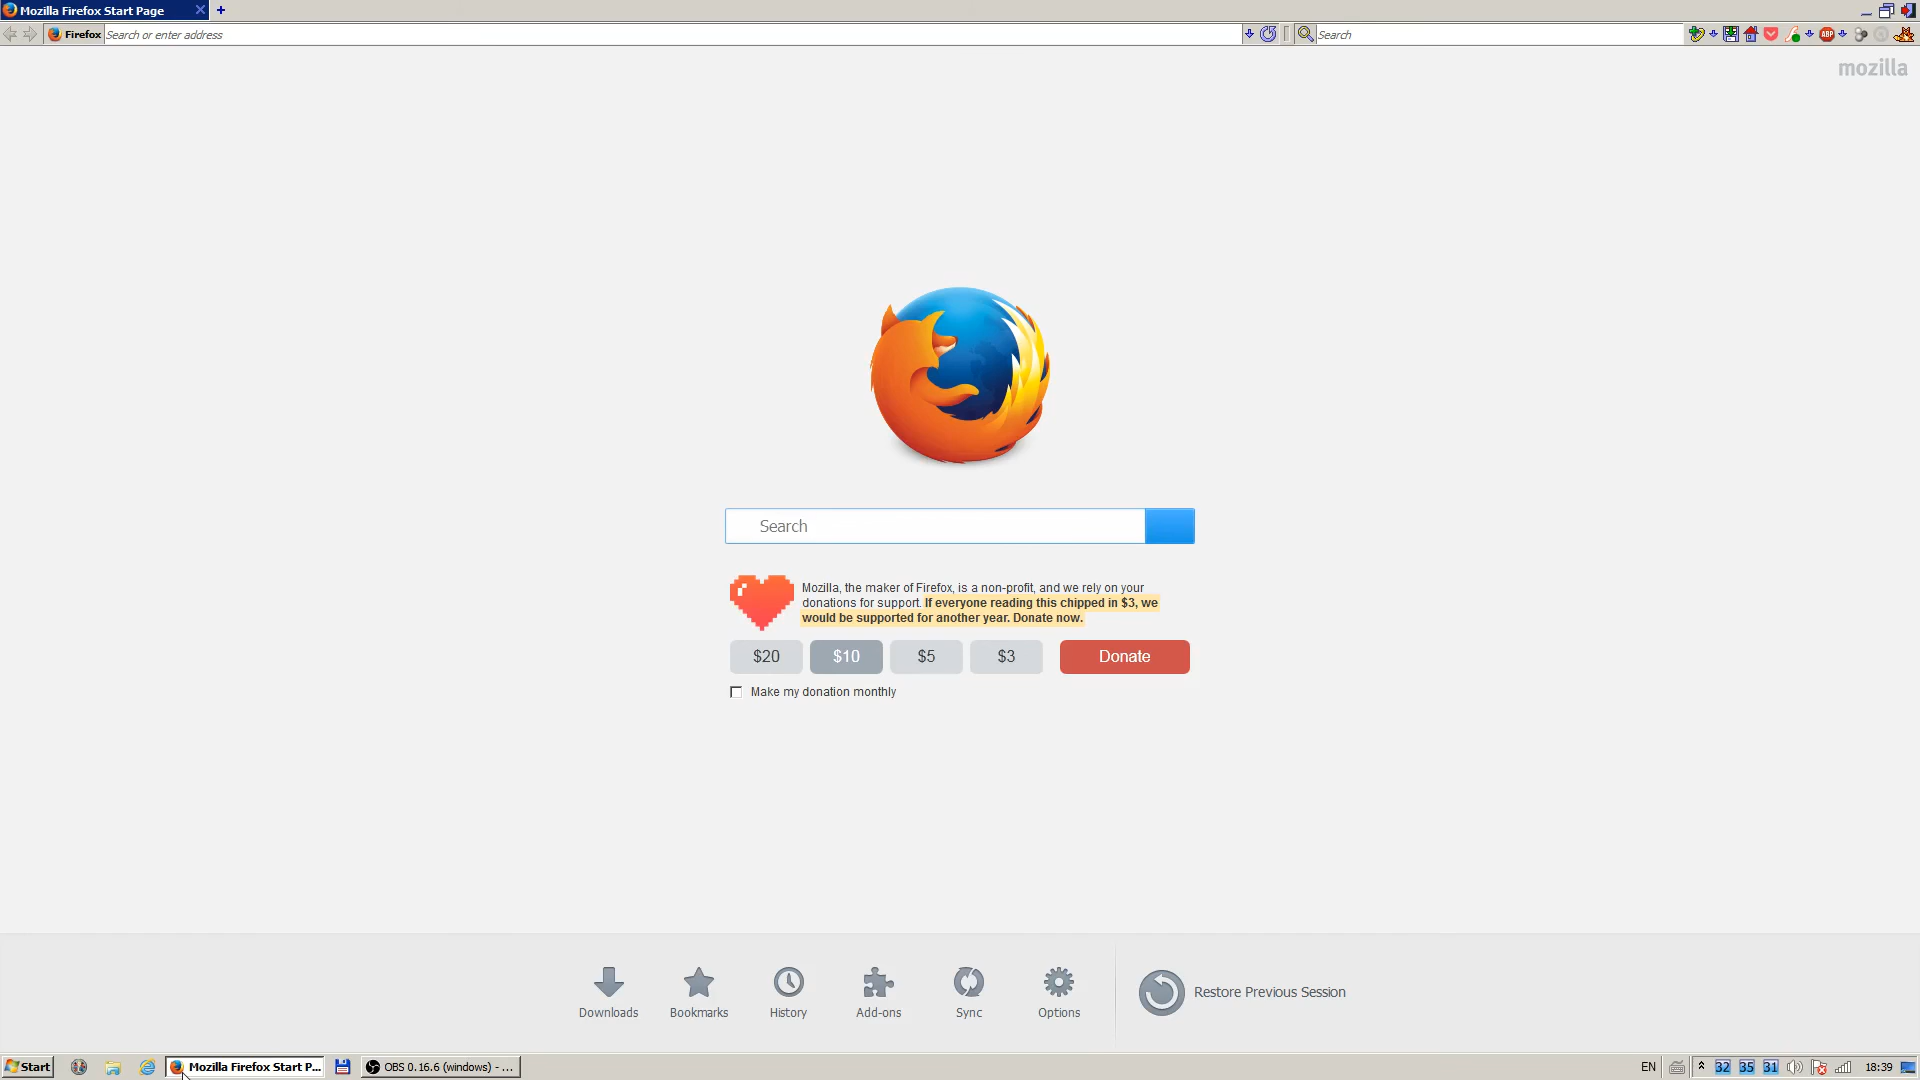 Mozilla Firefox Start Page
Firefox
Search or enter address
Search
ABP
mozilla
Search
Mozilla, the maker of Firefox, is a non-profit, and we rely on your
donations for support. If everyone reading this chipped in $3, we
would be supported for another year. Donate now.
$20
$10
$5
$3
Donate
Make my donation monthly
Downloads
Bookmarks
History
Add-ons
Sync
Options
Restore Previous Session
Start
Mozilla Firefox Start P...
OBS 0.16.6 (windows) - ...
EN
32
35
31
18:39